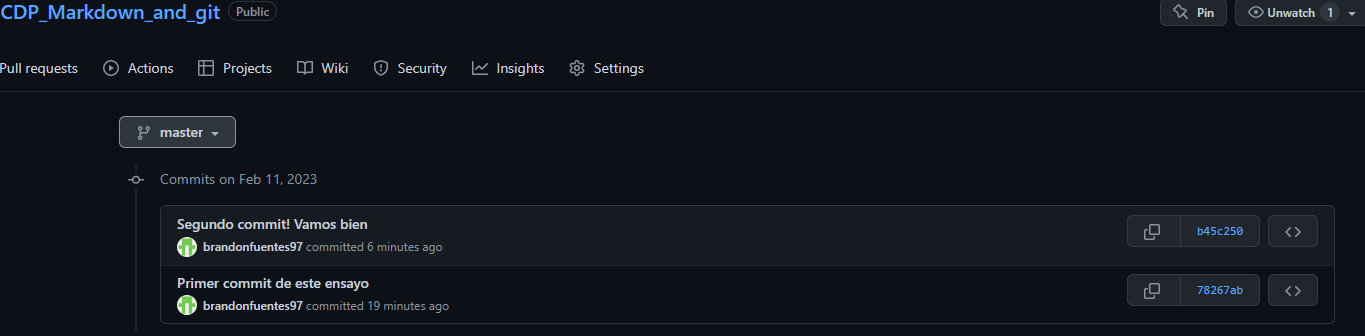 CDP_Markdown_and_git Public Pin Unwatch 1
Pull requests Actions Projects Wiki Security Insights Settings
master
Commits on Feb 11, 2023
Segundo commit! Vamos bien
brandonfuentes97 committed 6 minutes ago b45c250
Primer commit de este ensayo
brandonfuentes97 committed 19 minutes ago 78267ab